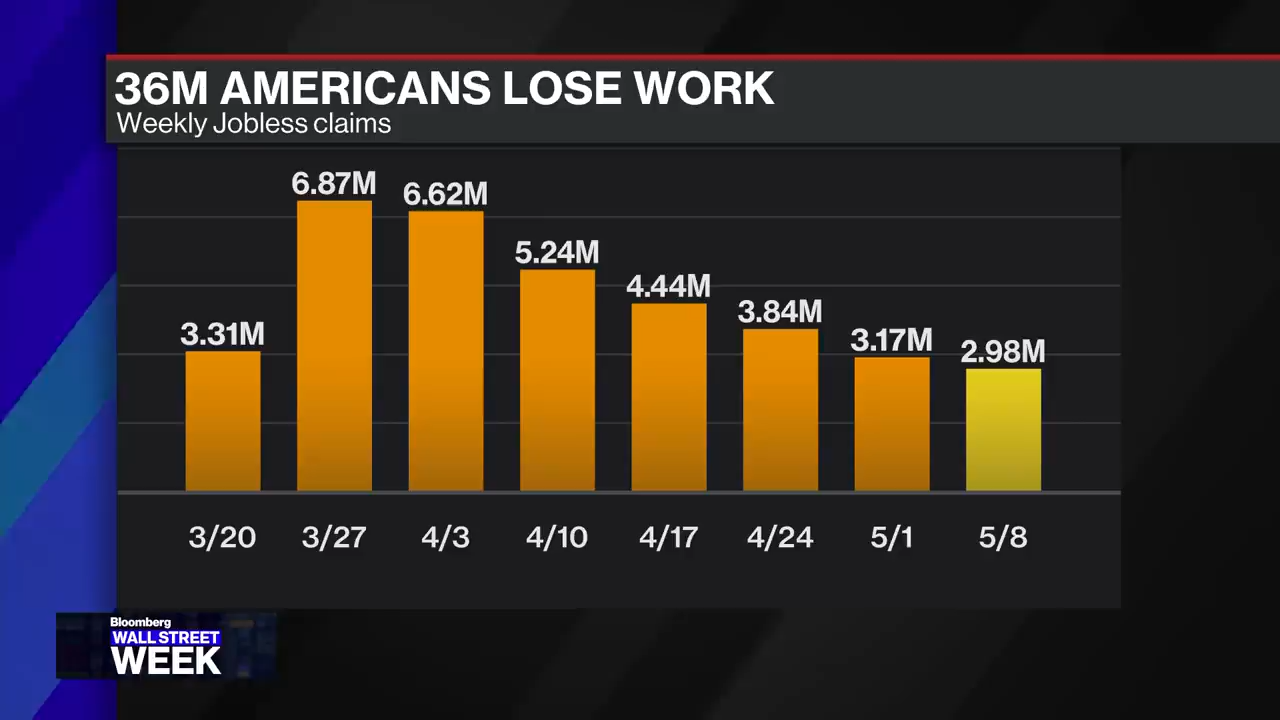 36M AMERICANS LOSE WORK
Weekly Jobless claims
6.87M
6.62M
5.24M
4.44M
3.84M
3.31M
3.17M
2.98M
3/20 3/27 4/3 4/10 4/17 4/24 5/1 5/8
Bloomberg
WALL STREET
WEEK